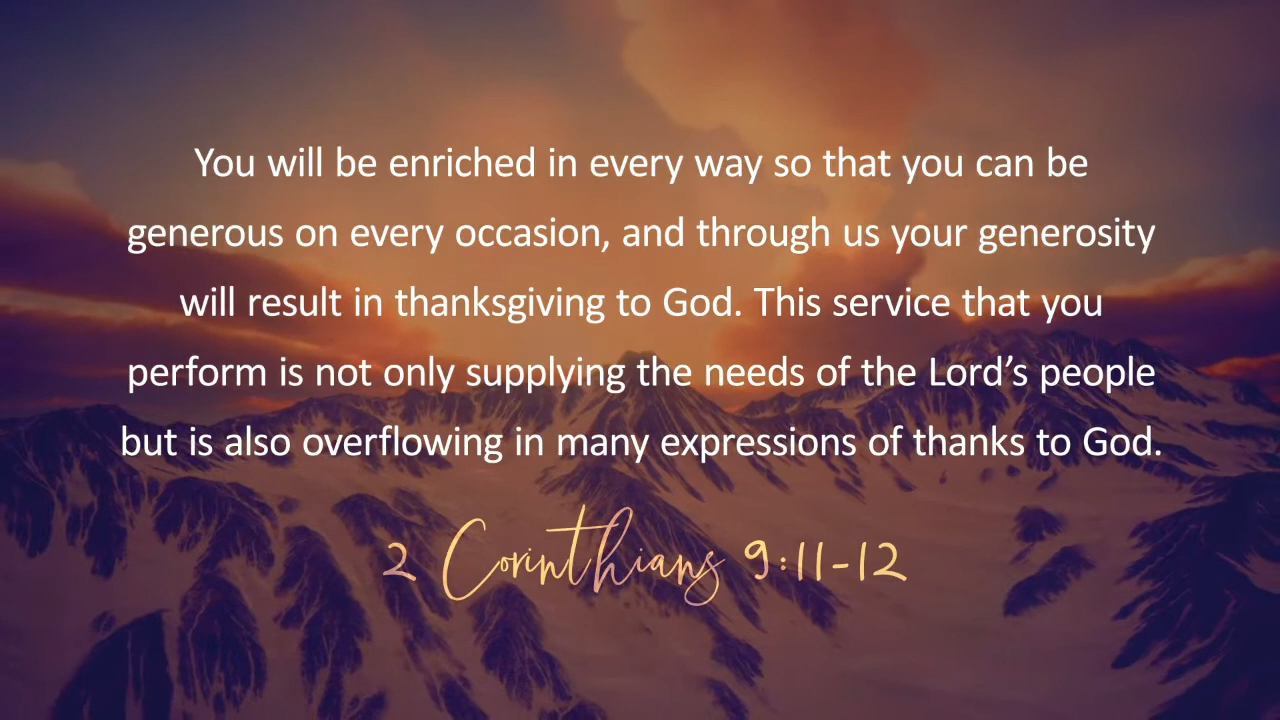 You will be enriched in every way so that you can be
generous on every occasion, and through us your generosity
will result in thanksgiving to God. This service that you
perform is not only supplying the needs of the Lord’s people
but is also overflowing in many expressions of thanks to God.
2 Corinthians 9:11-12